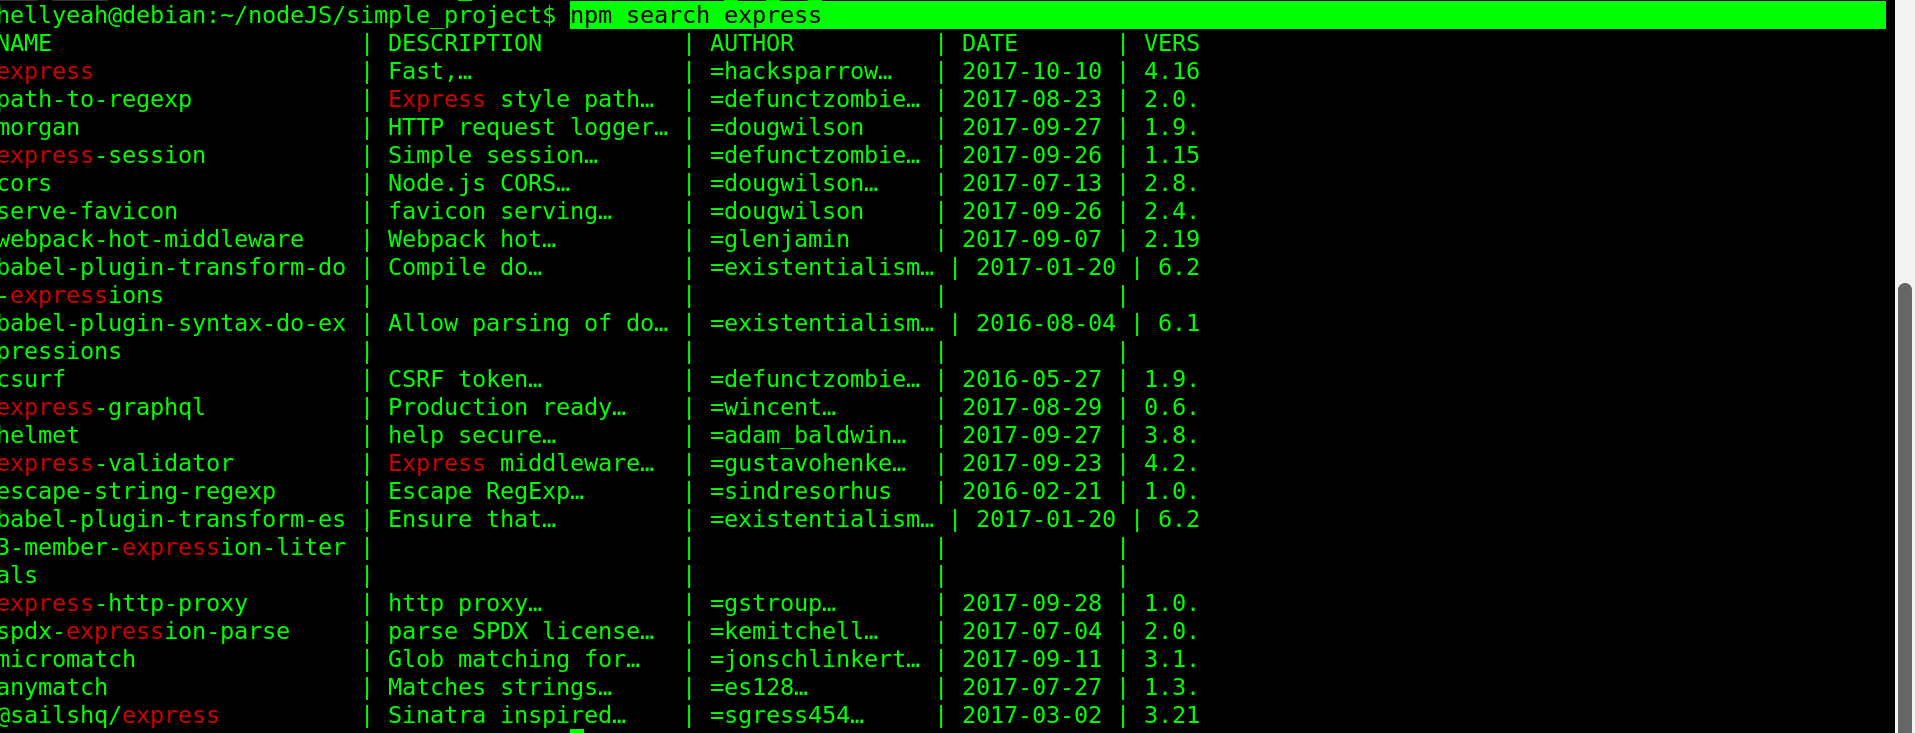 hellyeah@debian:~/nodeJS/simple_project$ npm search express
NAME | DESCRIPTION | AUTHOR | DATE | VERS
express | Fast,… | =hacksparrow… | 2017-10-10 | 4.16
path-to-regexp | Express style path… | =defunctzombie… | 2017-08-23 | 2.0.
morgan | HTTP request logger… | =dougwilson | 2017-09-27 | 1.9.
express-session | Simple session… | =defunctzombie… | 2017-09-26 | 1.15
cors | Node.js CORS… | =dougwilson… | 2017-07-13 | 2.8.
serve-favicon | favicon serving… | =dougwilson | 2017-09-26 | 2.4.
webpack-hot-middleware | Webpack hot… | =glenjamin | 2017-09-07 | 2.19
babel-plugin-transform-do | Compile do… | =existentialism… | 2017-01-20 | 6.2
-expressions | | | |
babel-plugin-syntax-do-ex | Allow parsing of do… | =existentialism… | 2016-08-04 | 6.1
pressions | | | |
csurf | CSRF token… | =defunctzombie… | 2016-05-27 | 1.9.
express-graphql | Production ready… | =wincent… | 2017-08-29 | 0.6.
helmet | help secure… | =adam_baldwin… | 2017-09-27 | 3.8.
express-validator | Express middleware… | =gustavohenke… | 2017-09-23 | 4.2.
escape-string-regexp | Escape RegExp… | =sindresorhus | 2016-02-21 | 1.0.
babel-plugin-transform-es | Ensure that… | =existentialism… | 2017-01-20 | 6.2
3-member-expression-liter | | | |
als | | | |
express-http-proxy | http proxy… | =gstroup… | 2017-09-28 | 1.0.
spdx-expression-parse | parse SPDX license… | =kemitchell… | 2017-07-04 | 2.0.
micromatch | Glob matching for… | =jonschlinkert… | 2017-09-11 | 3.1.
anymatch | Matches strings… | =es128… | 2017-07-27 | 1.3.
@sailshq/express | Sinatra inspired… | =sgress454… | 2017-03-02 | 3.21